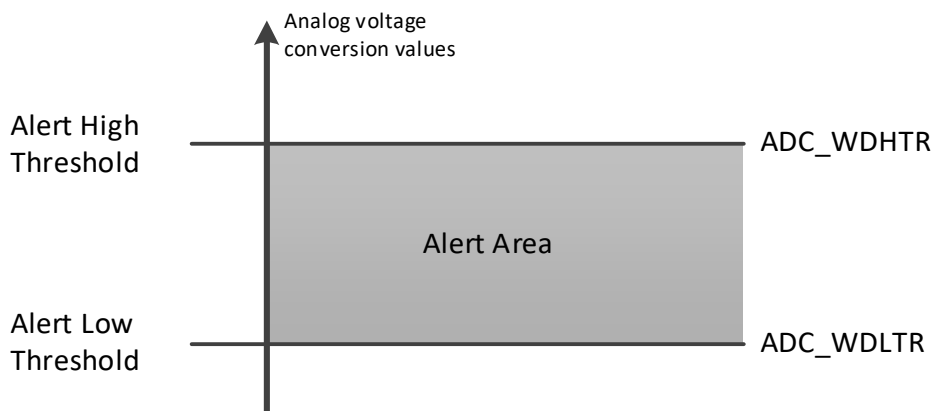 Analog voltage
conversion values
Alert High
Threshold
ADC_WDHTR
Alert Area
Alert Low
Threshold
ADC_WDLTR